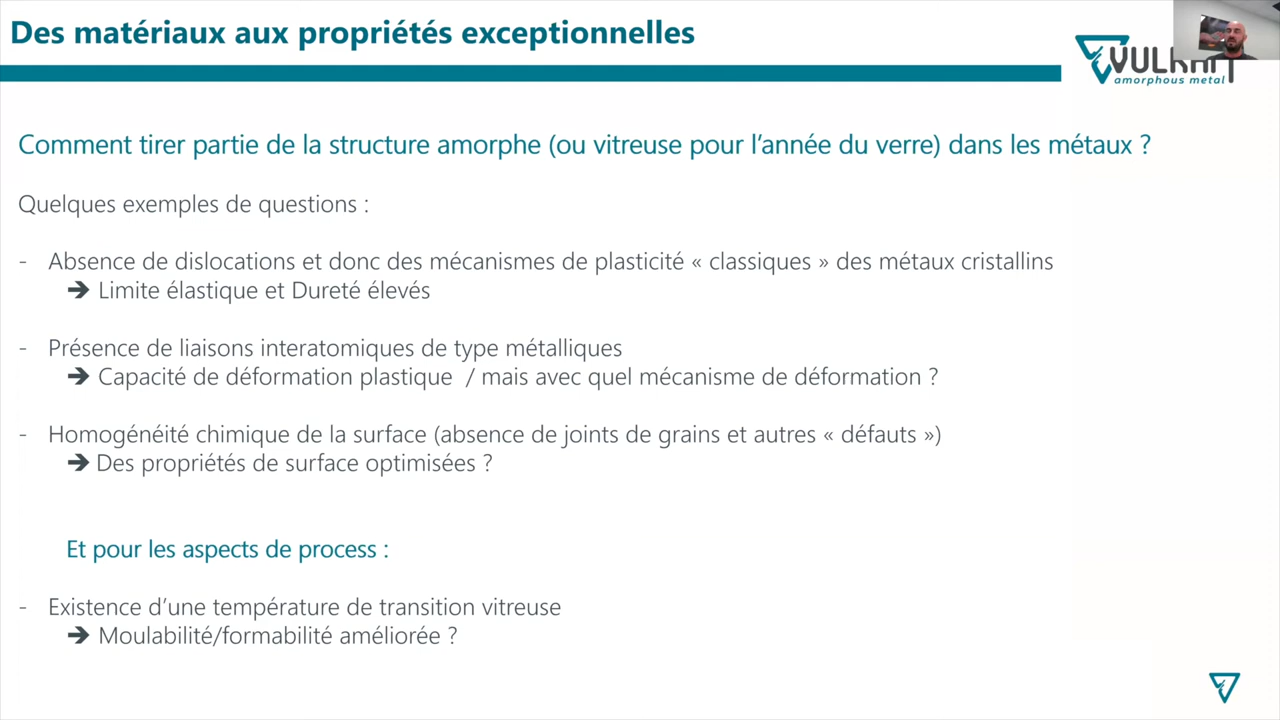 Des matériaux aux propriétés exceptionnelles
amorphous metal
Comment tirer partie de la structure amorphe (ou vitreuse pour l’année du verre) dans les métaux ?
Quelques exemples de questions :
- Absence de dislocations et donc des mécanismes de plasticité « classiques » des métaux cristallins
➔ Limite élastique et Dureté élevés
- Présence de liaisons interatomiques de type métalliques
➔ Capacité de déformation plastique / mais avec quel mécanisme de déformation ?
- Homogénéité chimique de la surface (absence de joints de grains et autres « défauts »)
➔ Des propriétés de surface optimisées ?
Et pour les aspects de process :
- Existence d’une température de transition vitreuse
➔ Moulabilité/formabilité améliorée ?